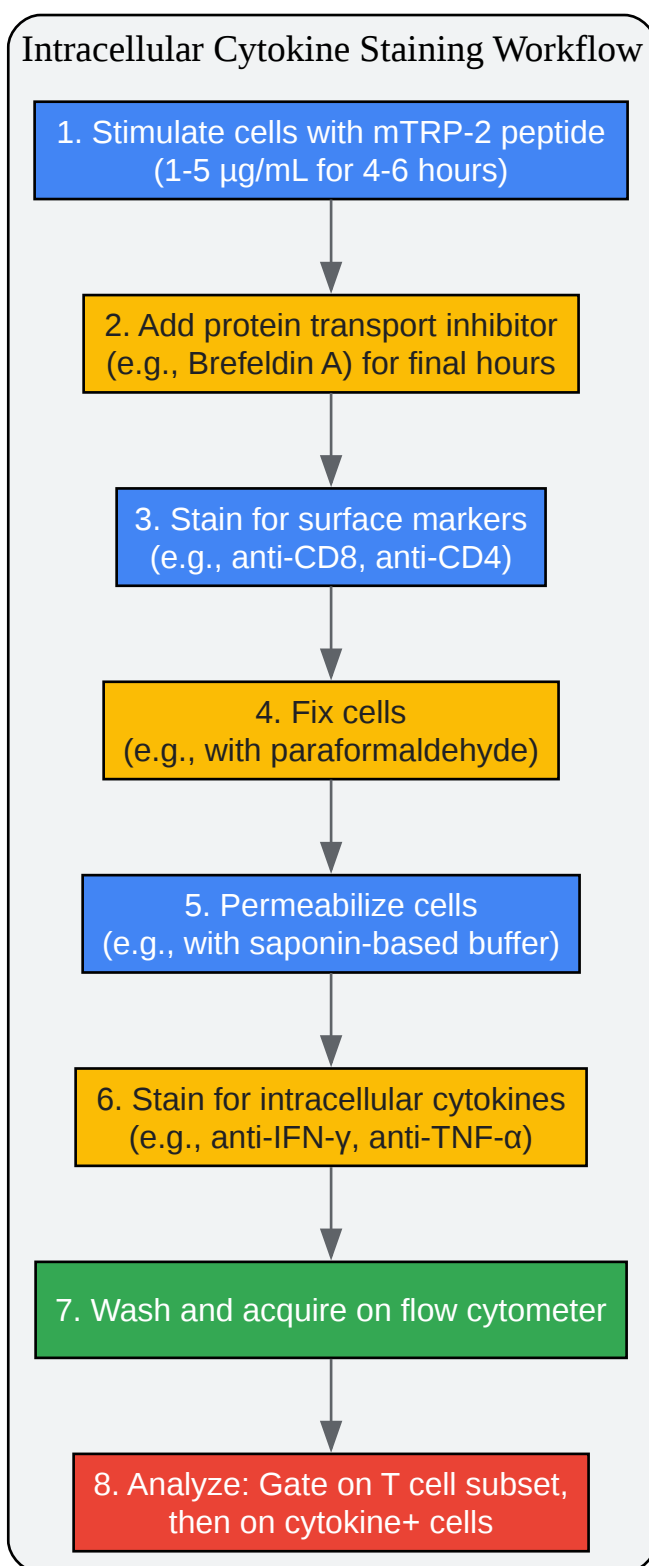 Intracellular Cytokine Staining Workflow
1. Stimulate cells with mTRP-2 peptide
(1-5 µg/mL for 4-6 hours)
2. Add protein transport inhibitor
(e.g., Brefeldin A) for final hours
3. Stain for surface markers
(e.g., anti-CD8, anti-CD4)
4. Fix cells
(e.g., with paraformaldehyde)
5. Permeabilize cells
(e.g., with saponin-based buffer)
6. Stain for intracellular cytokines
(e.g., anti-IFN-γ, anti-TNF-α)
7. Wash and acquire on flow cytometer
8. Analyze: Gate on T cell subset,
then on cytokine+ cells